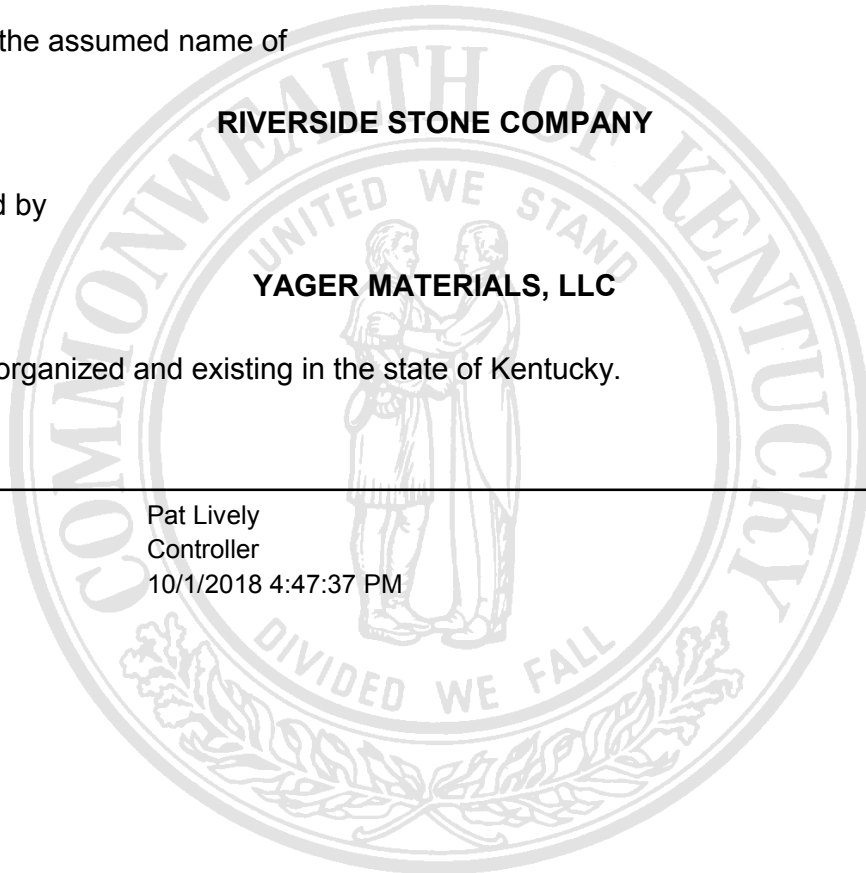 the assumed name of
RIVERSIDE STONE COMPANY
d by
YAGER MATERIALS, LLC
organized and existing in the state of Kentucky.
Pat Lively
Controller
10/1/2018 4:47:37 PM
COMMONWEALTH OF KENTUCKY
UNITED WE STAND
DIVIDED WE FALL